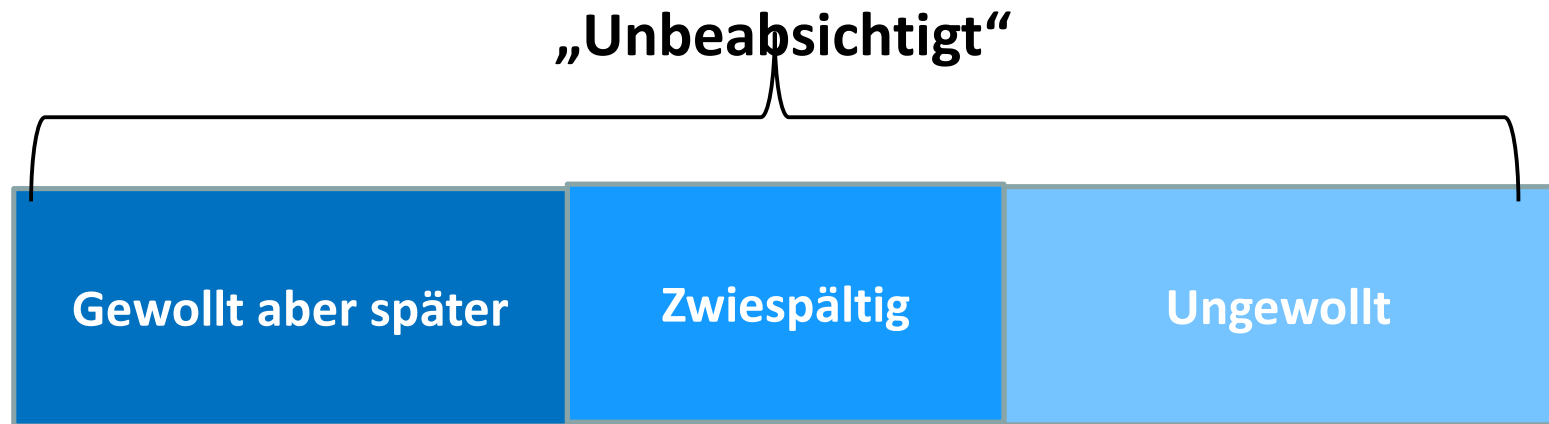 „Unbeabsichtigt“
Gewollt aber später
Zwiespältig
Ungewollt